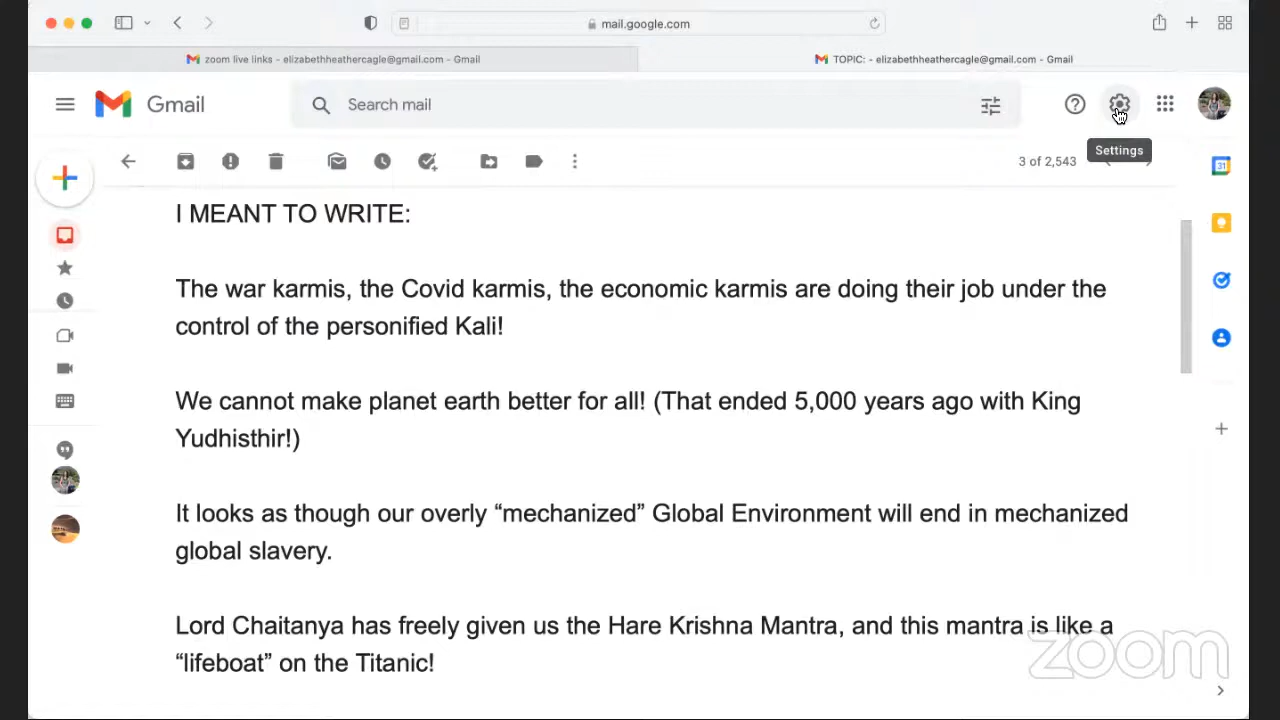 mail.google.com
zoom live links - elizabethheathercagle@gmail.com - Gmail
TOPIC: - elizabethheathercagle@gmail.com - Gmail
Gmail
Search mail
Settings
3 of 2,543
31
I MEANT TO WRITE:
The war karmis, the Covid karmis, the economic karmis are doing their job under the
control of the personified Kali!
We cannot make planet earth better for all! (That ended 5,000 years ago with King
Yudhisthir!)
It looks as though our overly “mechanized” Global Environment will end in mechanized
global slavery.
Lord Chaitanya has freely given us the Hare Krishna Mantra, and this mantra is like a
“lifeboat” on the Titanic!
zoom